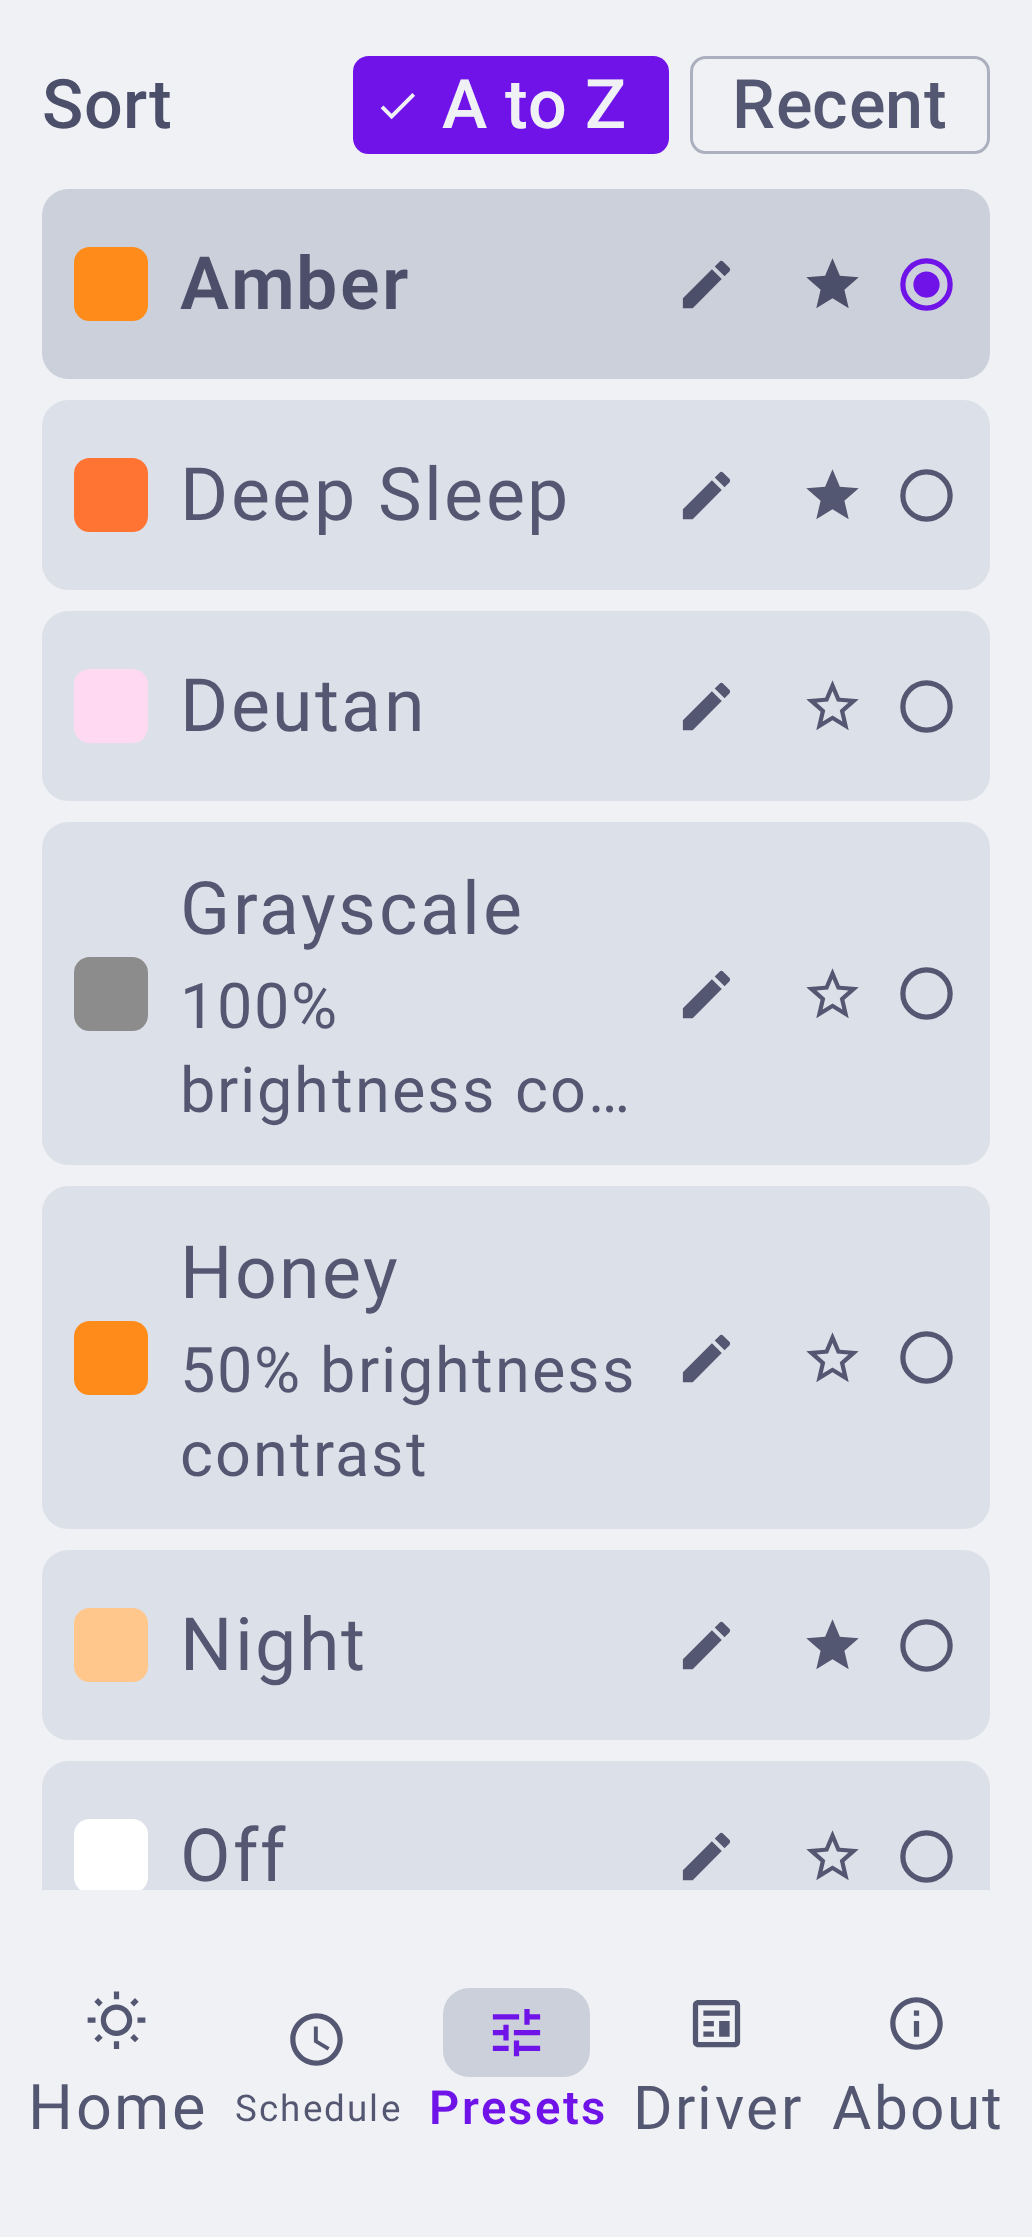 Sort
A to Z
Recent
Amber
Deep Sleep
Deutan
Grayscale
100%
brightness co…
Honey
50% brightness
contrast
Night
Off
Home
Schedule
Presets
Driver
About